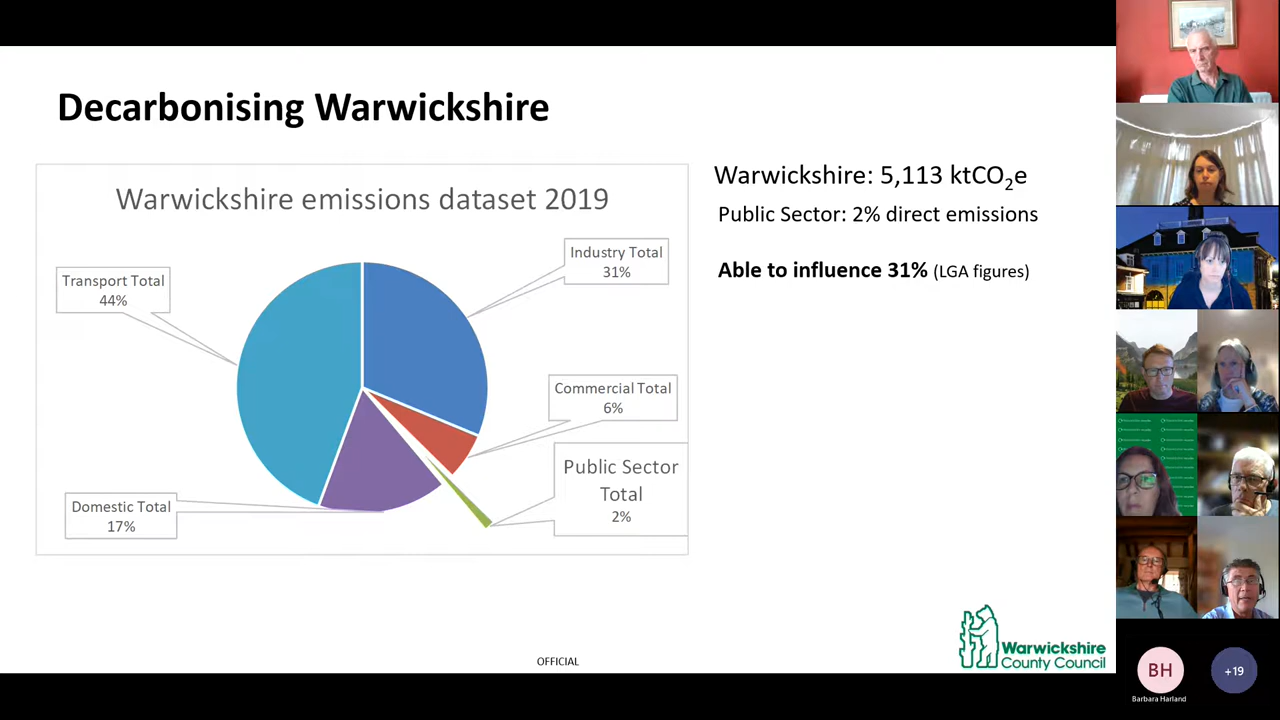 Decarbonising Warwickshire
Warwickshire emissions dataset 2019
Transport Total
44%
Industry Total
31%
Commercial Total
6%
Public Sector
Total
2%
Domestic Total
17%
Warwickshire: 5,113 ktCO₂e
Public Sector: 2% direct emissions
Able to influence 31% (LGA figures)
Warwickshire
County Council
OFFICIAL
BH
Barbara Harland
+19